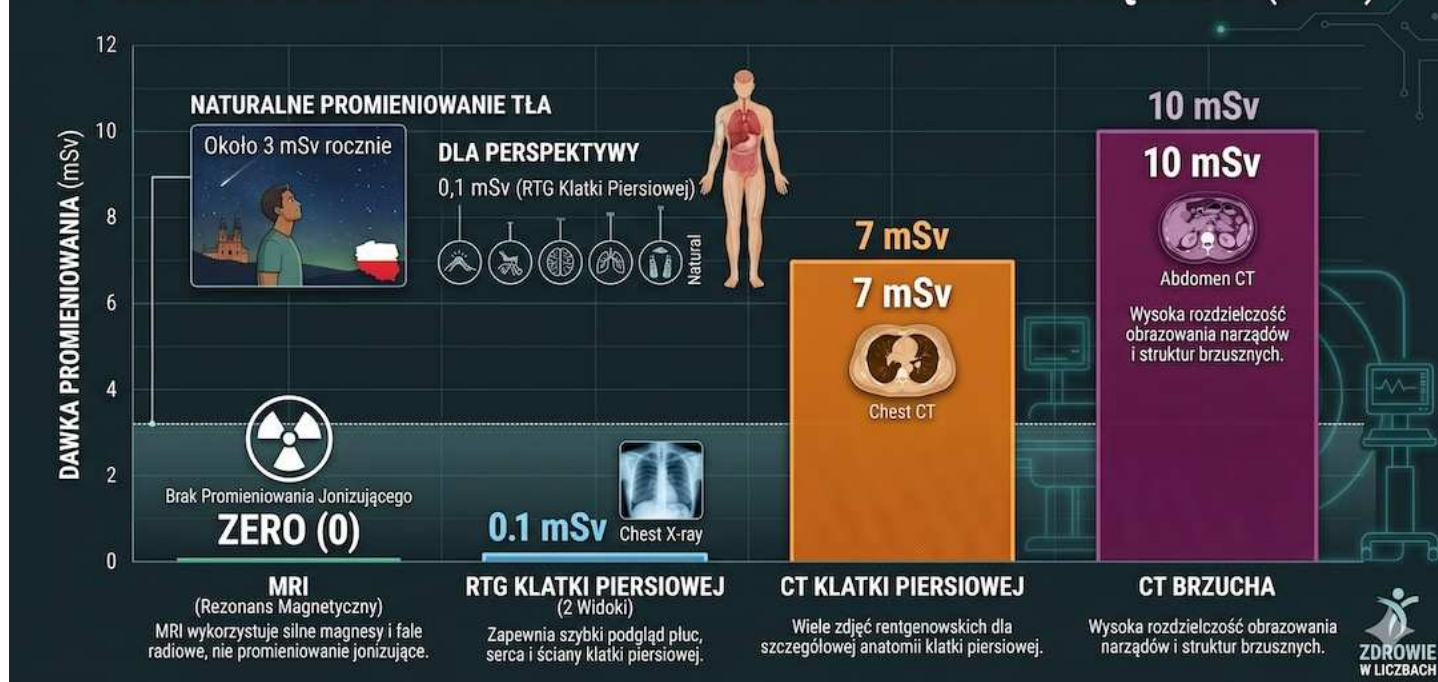 12
10
8
6
4
2
0
DAWKA PROMIENIOWANIA (mSv)
NATURALNE PROMIENIOWANIE TŁA
Około 3 mSv rocznie
DLA PERSPEKTYWY
0,1 mSv (RTG Klatki Piersiowej)
Natural
Brak Promieniowania Jonizującego
ZERO (0)
0.1 mSv
Chest X-ray
7 mSv
7 mSv
Chest CT
10 mSv
10 mSv
Abdomen CT
Wysoka rozdzielczość
obrazowania narządów
i struktur brzusznych.
MRI
(Rezonans Magnetyczny)
MRI wykorzystuje silne magnesy i fale
radiowe, nie promieniowanie jonizujące.
RTG KLATKI PIERSIOWEJ
(2 Widoki)
Zapewnia szybki podgląd płuc,
serca i ściany klatki piersiowej.
CT KLATKI PIERSIOWEJ
Wiele zdjęć rentgenowskich dla
szczegółowej anatomii klatki piersiowej.
CT BRZUCHA
Wysoka rozdzielczość obrazowania
narządów i struktur brzusznych.
ZDROWIE
W LICZBACH